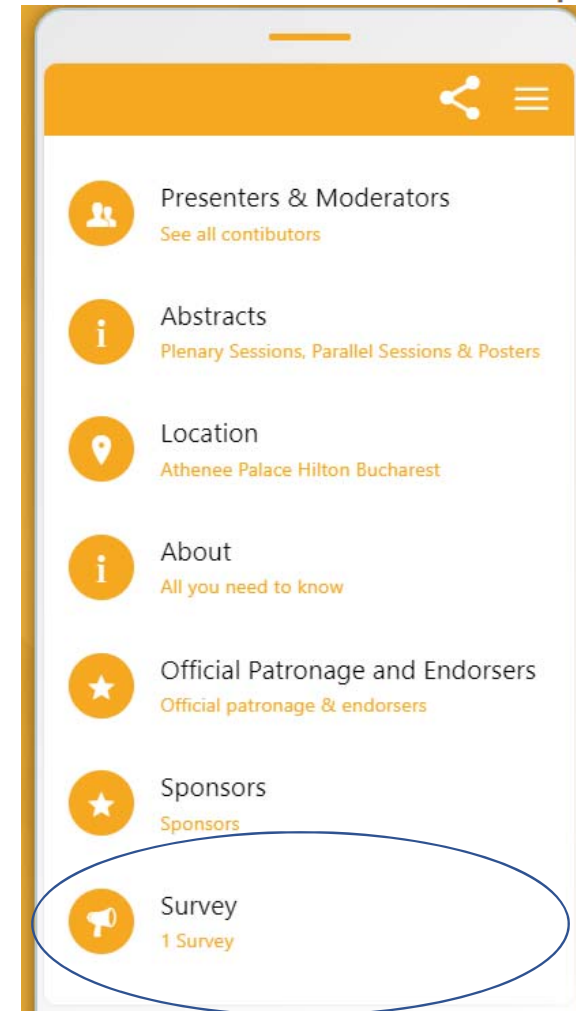 Presenters & Moderators
See all contibutors
Abstracts
Plenary Sessions, Parallel Sessions & Posters
Location
Athenee Palace Hilton Bucharest
About
All you need to know
Official Patronage and Endorsers
Official patronage & endorsers
Sponsors
Sponsors
Survey
1 Survey